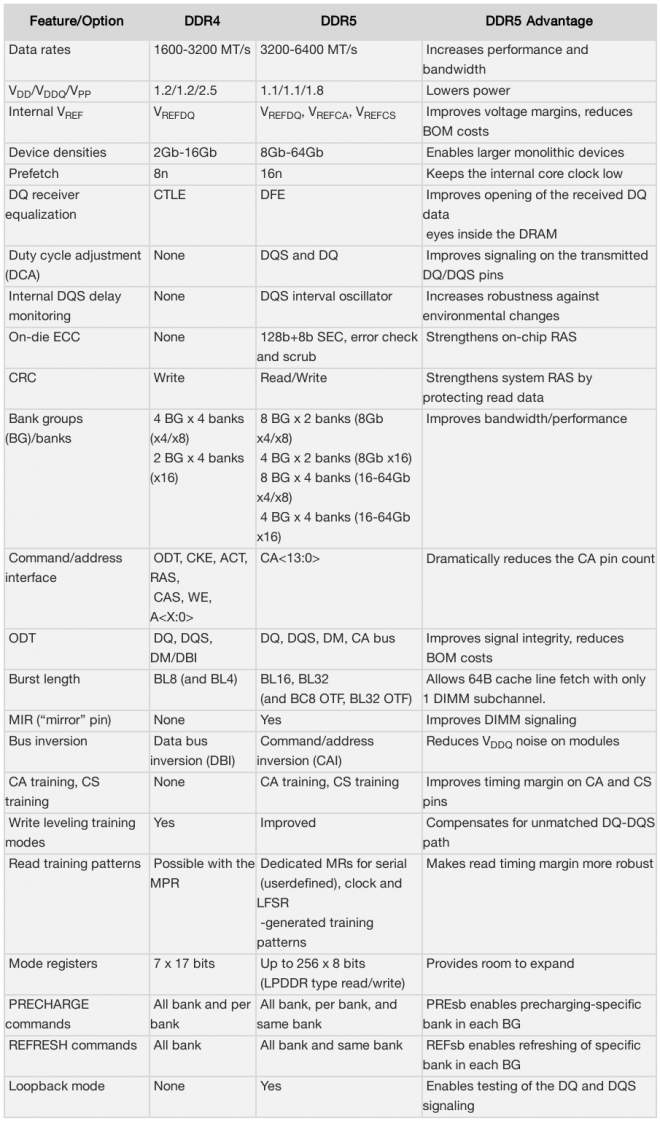 Feature/Option DDR4 DDR5 DDR5 Advantage
Data rates 1600-3200 MT/s 3200-6400 MT/s Increases performance and
bandwidth
VDD/VDDQ/VPP 1.2/1.2/2.5 1.1/1.1/1.8 Lowers power
Internal VREF VREFDQ VREFDQ, VREFCA, VREFCS Improves voltage margins, reduces
BOM costs
Device densities 2Gb-16Gb 8Gb-64Gb Enables larger monolithic devices
Prefetch 8n 16n Keeps the internal core clock low
DQ receiver CTLE DFE Improves opening of the received DQ
equalization data
eyes inside the DRAM
Duty cycle adjustment None DQS and DQ Improves signaling on the transmitted
(DCA) DQ/DQS pins
Internal DQS delay None DQS interval oscillator Increases robustness against
monitoring environmental changes
On-die ECC None 128b+8b SEC, error check Strengthens on-chip RAS
and scrub
CRC Write Read/Write Strengthens system RAS by
protecting read data
Bank groups 4 BG x 4 banks 8 BG x 2 banks (8Gb Improves bandwidth/performance
(BG)/banks (x4/x8) x4/x8)
2 BG x 4 banks 4 BG x 2 banks (8Gb x16)
(x16) 8 BG x 4 banks (16-64Gb
x4/x8)
4 BG x 4 banks (16-64Gb
x16)
Command/address ODT, CKE, ACT, CA<13:0> Dramatically reduces the CA pin count
interface RAS,
CAS, WE,
A<X:0>
ODT DQ, DQS, DQ, DQS, DM, CA bus Improves signal integrity, reduces
DM/DBI BOM costs
Burst length BL8 (and BL4) BL16, BL32 Allows 64B cache line fetch with only
(and BC8 OTF, BL32 OTF) 1 DIMM subchannel.
MIR (“mirror” pin) None Yes Improves DIMM signaling
Bus inversion Data bus Command/address Reduces VDDQ noise on modules
inversion (DBI) inversion (CAI)
CA training, CS None CA training, CS training Improves timing margin on CA and CS
training pins
Write leveling training Yes Improved Compensates for unmatched DQ-DQS
modes path
Read training patterns Possible with the Dedicated MRs for serial Makes read timing margin more robust
MPR (userdefined), clock and
LFSR
-generated training
patterns
Mode registers 7 x 17 bits Up to 256 x 8 bits Provides room to expand
(LPDDR type read/write)
PRECHARGE All bank and per All bank, per bank, and PREsb enables precharging-specific
commands bank same bank bank in each BG
REFRESH commands All bank All bank and same bank REFsb enables refreshing of specific
bank in each BG
Loopback mode None Yes Enables testing of the DQ and DQS
signaling